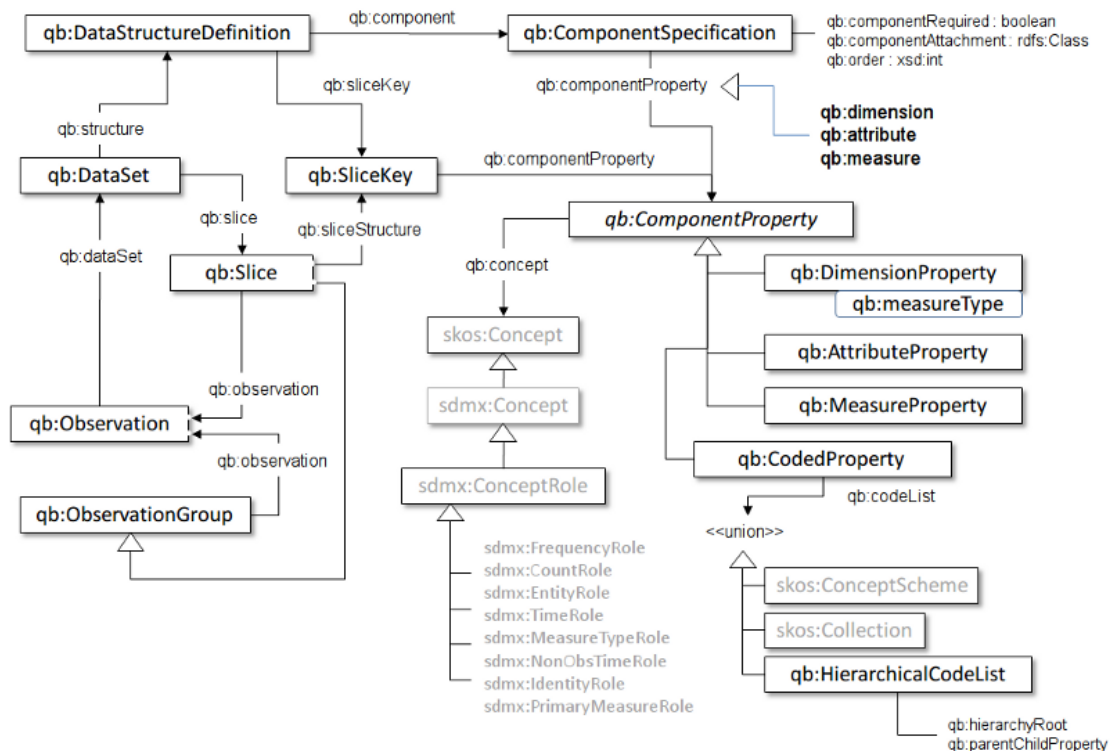 qb:DataStructureDefinition
qb:component
qb:ComponentSpecification
qb:componentRequired : boolean
qb:componentAttachment : rdfs:Class
qb:order : xsd:int
qb:sliceKey
qb:componentProperty
qb:dimension
qb:attribute
qb:measure
qb:structure
qb:DataSet
qb:SliceKey
qb:componentProperty
qb:slice
qb:sliceStructure
qb:ComponentProperty
qb:dataSet
qb:Slice
qb:concept
qb:DimensionProperty
qb:measureType
skos:Concept
qb:AttributeProperty
qb:observation
sdmx:Concept
qb:MeasureProperty
qb:Observation
qb:observation
qb:CodedProperty
sdmx:ConceptRole
qb:codeList
qb:ObservationGroup
<<union>>
sdmx:FrequencyRole
sdmx:CountRole
sdmx:EntityRole
sdmx:TimeRole
sdmx:MeasureTypeRole
sdmx:NonObsTimeRole
sdmx:IdentityRole
sdmx:PrimaryMeasureRole
skos:ConceptScheme
skos:Collection
qb:HierarchicalCodeList
qb:hierarchyRoot
qb:parentChildProperty